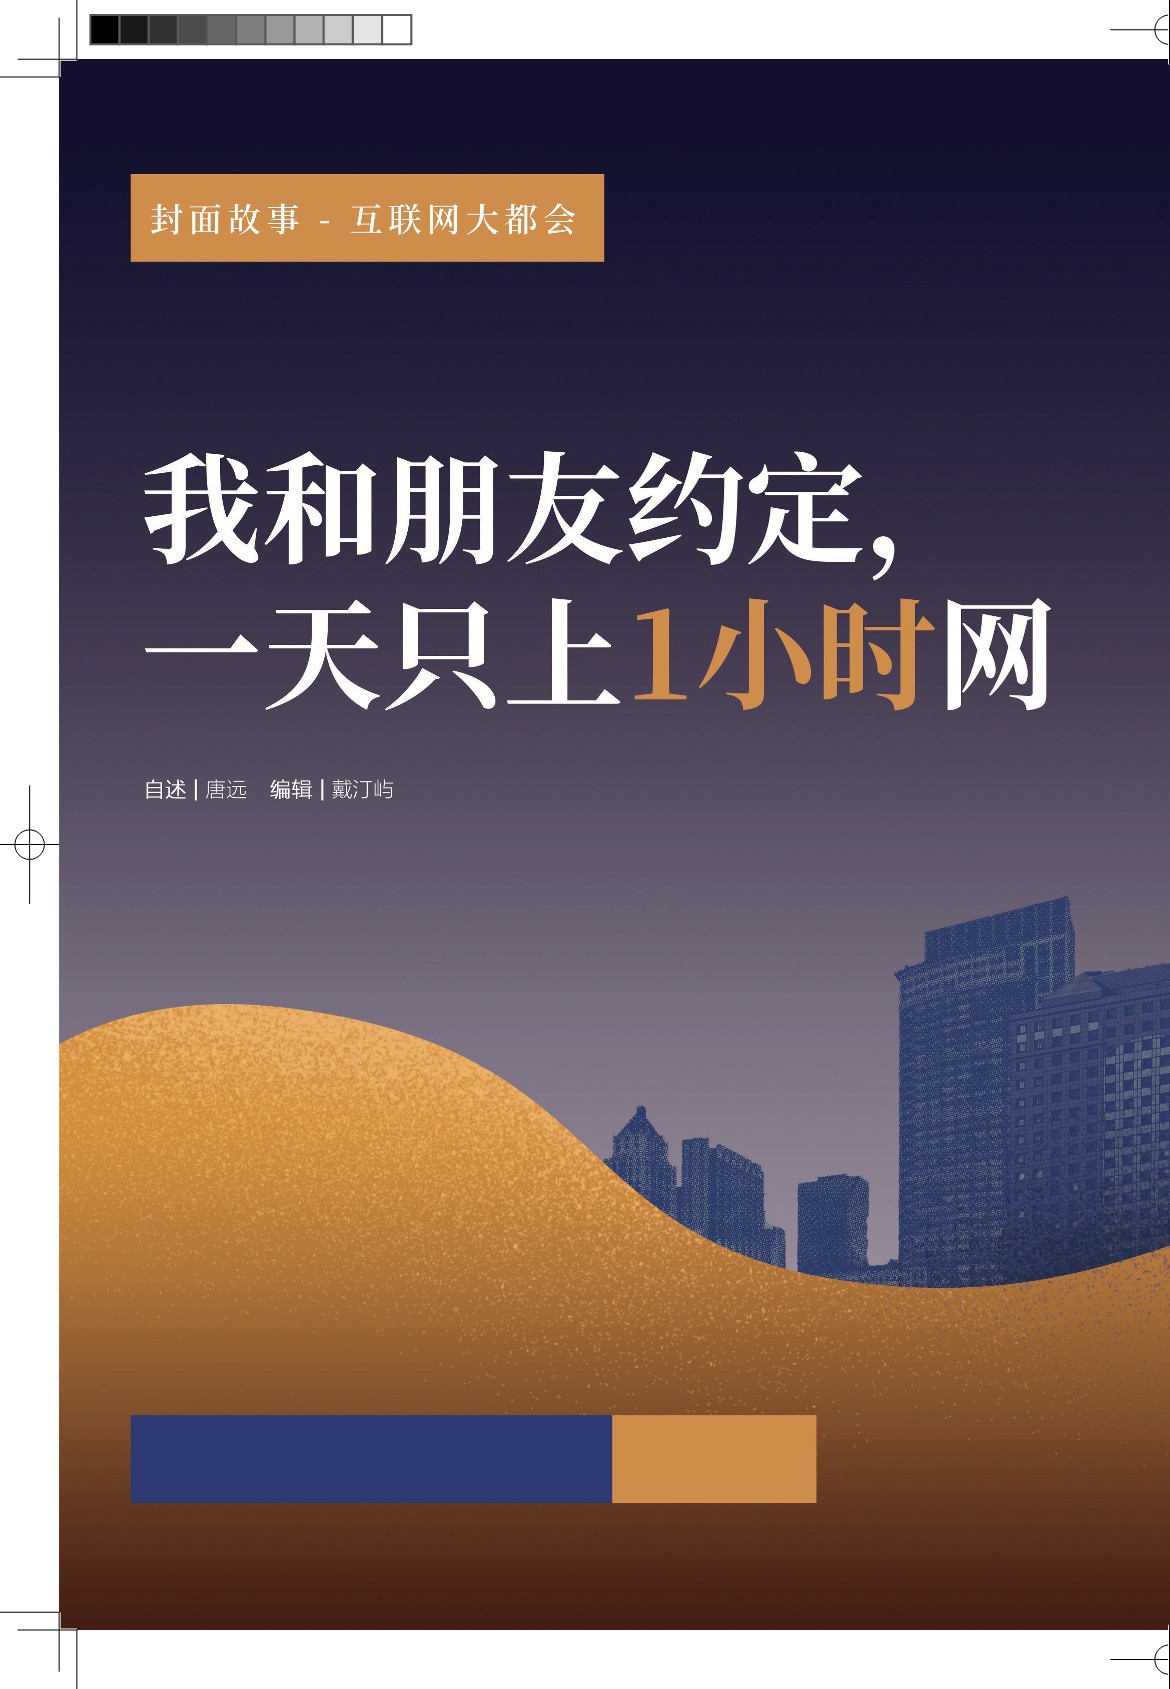 封面故事 - 互联网大都会
我和朋友约定，
一天只上1小时网
自述 | 唐远 编辑 | 戴汀屿